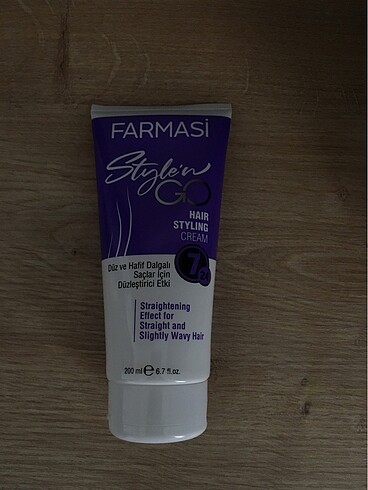 FARMASi
Style'n
GO
HAIR
STYLING
CREAM
7
Düz ve Hafif Dalgalı
Saçlar İçin
Düzleştirici Etki
Straightening
Effect for
Straight and
Slightly Wavy Hair
200 ml e 6.7 fl.oz.